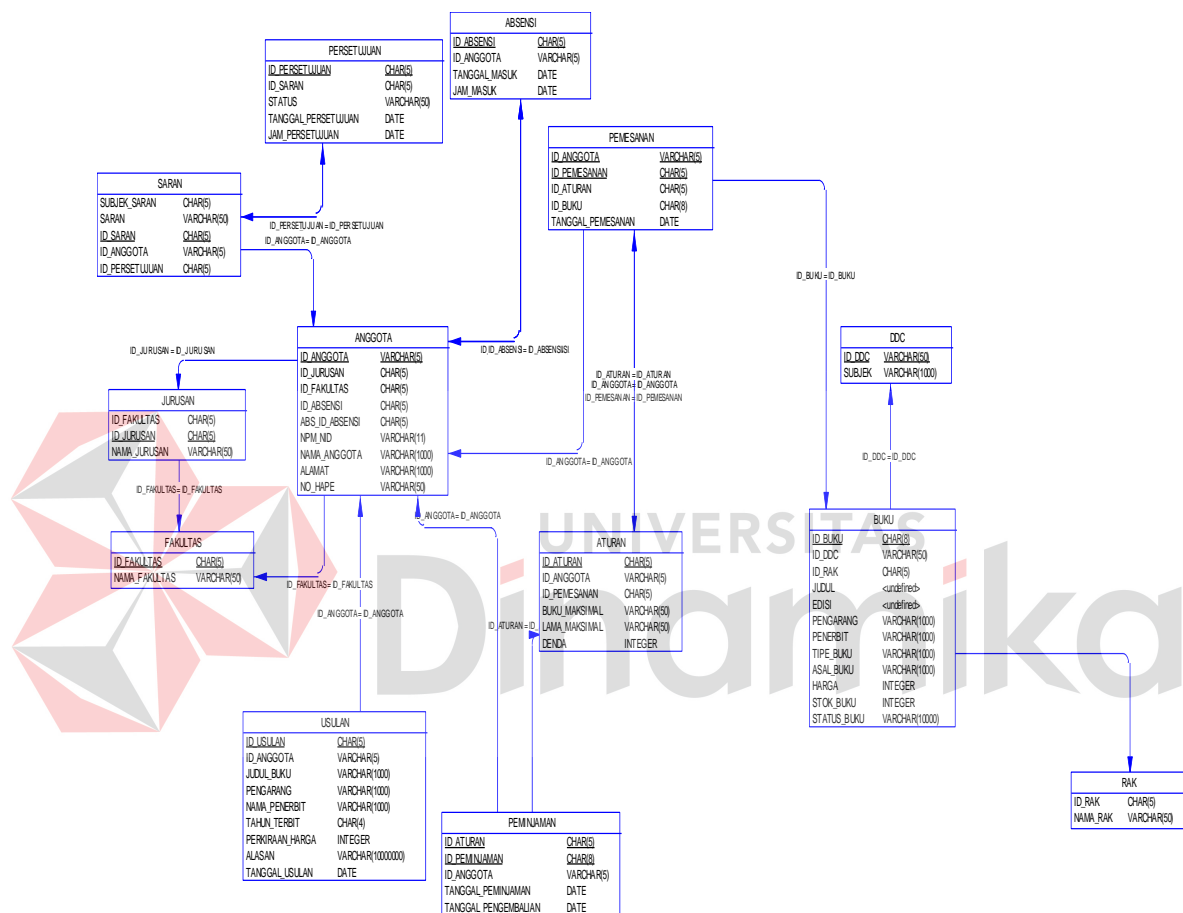 ABSENSI
ID_ABSENSI CHAR(5)
ID_ANGGOTA VARCHAR(5)
TANGGAL_MASUK DATE
JAM_MASUK DATE
PERSETUJUAN
ID_PERSETUJUAN CHAR(5)
ID_SARAN CHAR(5)
STATUS VARCHAR(50)
TANGGAL_PERSETUJUAN DATE
JAM_PERSETUJUAN DATE
PEMESANAN
ID_ANGGOTA VARCHAR(5)
ID_PEMESANAN CHAR(5)
ID_ATURAN CHAR(5)
ID_BUKU CHAR(8)
TANGGAL_PEMESANAN DATE
SARAN
SUBJEK_SARAN CHAR(5)
SARAN VARCHAR(50)
ID_SARAN CHAR(5)
ID_ANGGOTA VARCHAR(5)
ID_PERSETUJUAN CHAR(5)
ID_PERSETUJUAN = ID_PERSETUJUAN
ID_ANGGOTA = ID_ANGGOTA
ID_BUKU = ID_BUKU
ANGGOTA
ID_ANGGOTA VARCHAR(5)
ID_JURUSAN CHAR(5)
ID_FAKULTAS CHAR(5)
ID_ABSENSI CHAR(5)
ABS_ID_ABSENSI CHAR(5)
NPM_NID VARCHAR(11)
NAMA_ANGGOTA VARCHAR(1000)
ALAMAT VARCHAR(1000)
NO_HAPE VARCHAR(50)
ID_JURUSAN = ID_JURUSAN
DDC
ID_DDC VARCHAR(50)
SUBJEK VARCHAR(1000)
ID_ATURAN = ID_ATURAN
ID_ANGGOTA = ID_ANGGOTA
ID_PEMESANAN = ID_PEMESANAN
JURUSAN
ID_FAKULTAS CHAR(5)
ID_JURUSAN CHAR(5)
NAMA_JURUSAN VARCHAR(50)
ID_ANGGOTA = ID_ANGGOTA
ID_DDC = ID_DDC
ID_FAKULTAS = ID_FAKULTAS
ID_ANGGOTA = ID_ANGGOTA
UNIVERSITAS
Dinamika
FAKULTAS
ID_FAKULTAS CHAR(5)
NAMA_FAKULTAS VARCHAR(50)
ID_FAKULTAS = ID_FAKULTAS
ID_ANGGOTA = ID_ANGGOTA
ATURAN
ID_ATURAN CHAR(5)
ID_ANGGOTA VARCHAR(5)
ID_PEMESANAN CHAR(5)
BUKU_MAKSIMAL VARCHAR(50)
LAMA_MAKSIMAL VARCHAR(50)
DENDA INTEGER
BUKU
ID_BUKU CHAR(8)
ID_DDC VARCHAR(50)
ID_RAK CHAR(5)
JUDUL <undefined>
EDISI <undefined>
PENGARANG VARCHAR(1000)
PENERBIT VARCHAR(1000)
TIPE_BUKU VARCHAR(1000)
ASAL_BUKU VARCHAR(1000)
HARGA INTEGER
STOK_BUKU INTEGER
STATUS_BUKU VARCHAR(10000)
USULAN
ID_USULAN CHAR(5)
ID_ANGGOTA VARCHAR(5)
JUDUL_BUKU VARCHAR(1000)
PENGARANG VARCHAR(1000)
NAMA_PENERBIT VARCHAR(1000)
TAHUN_TERBIT CHAR(4)
PERKIRAAN_HARGA INTEGER
ALASAN VARCHAR(10000000)
TANGGAL_USULAN DATE
RAK
ID_RAK CHAR(5)
NAMA_RAK VARCHAR(50)
PEMINJAMAN
ID_ATURAN CHAR(5)
ID_PEMINJAMAN CHAR(8)
ID_ANGGOTA VARCHAR(5)
TANGGAL_PEMINJAMAN DATE
TANGGAL_PENGEMBALIAN DATE